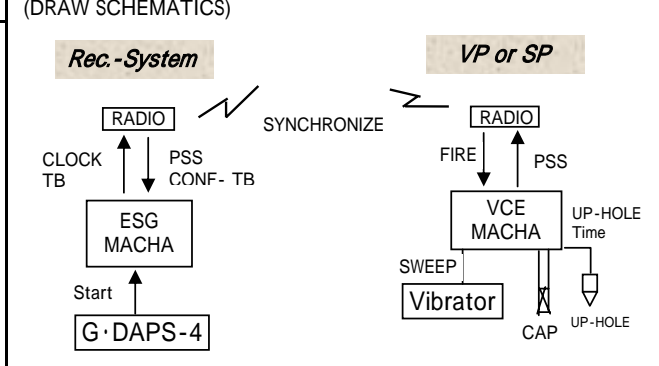 (DRAW SCHEMATICS)
Rec.-System
VP or SP
RADIO
SYNCHRONIZE
RADIO
CLOCK
TB
PSS
CONF- TB
FIRE
PSS
ESG
MACHA
VCE
MACHA
UP-HOLE
Time
Start
SWEEP
G·DAPS-4
Vibrator
CAP
UP-HOLE